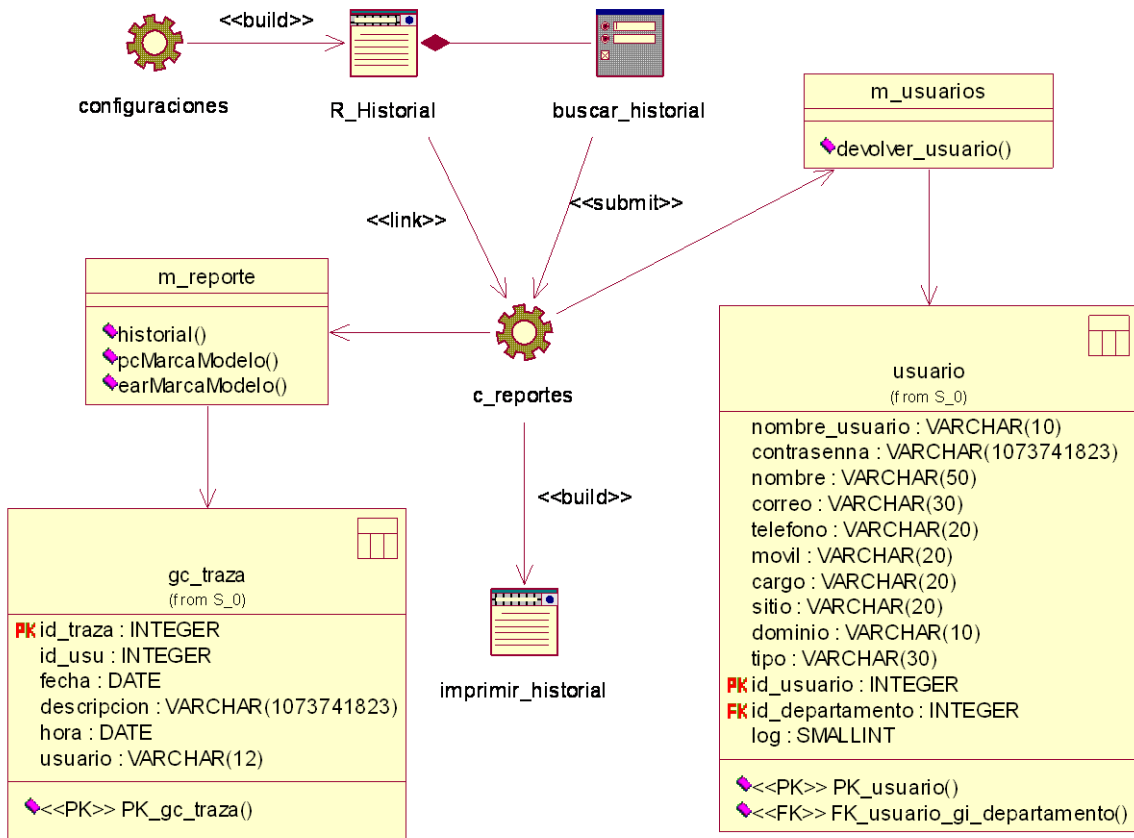 <<build>>
configuraciones
R_Historial
buscar_historial
<<link>>
<<submit>>
m_usuarios
devolver_usuario()
m_reporte
historial()
pcMarcaModelo()
earMarcaModelo()
c_reportes
<<build>>
imprimir_historial
gc_traza
(from S_0)
PK id_traza : INTEGER
id_usu : INTEGER
fecha : DATE
descripcion : VARCHAR(1073741823)
hora : DATE
usuario : VARCHAR(12)
<<PK>> PK_gc_traza()
usuario
(from S_0)
nombre_usuario : VARCHAR(10)
contrasenna : VARCHAR(1073741823)
nombre : VARCHAR(50)
correo : VARCHAR(30)
telefono : VARCHAR(20)
movil : VARCHAR(20)
cargo : VARCHAR(20)
sitio : VARCHAR(20)
dominio : VARCHAR(10)
tipo : VARCHAR(30)
PK id_usuario : INTEGER
FK id_departamento : INTEGER
log : SMALLINT
<<PK>> PK_usuario()
<<FK>> FK_usuario_gi_departamento()